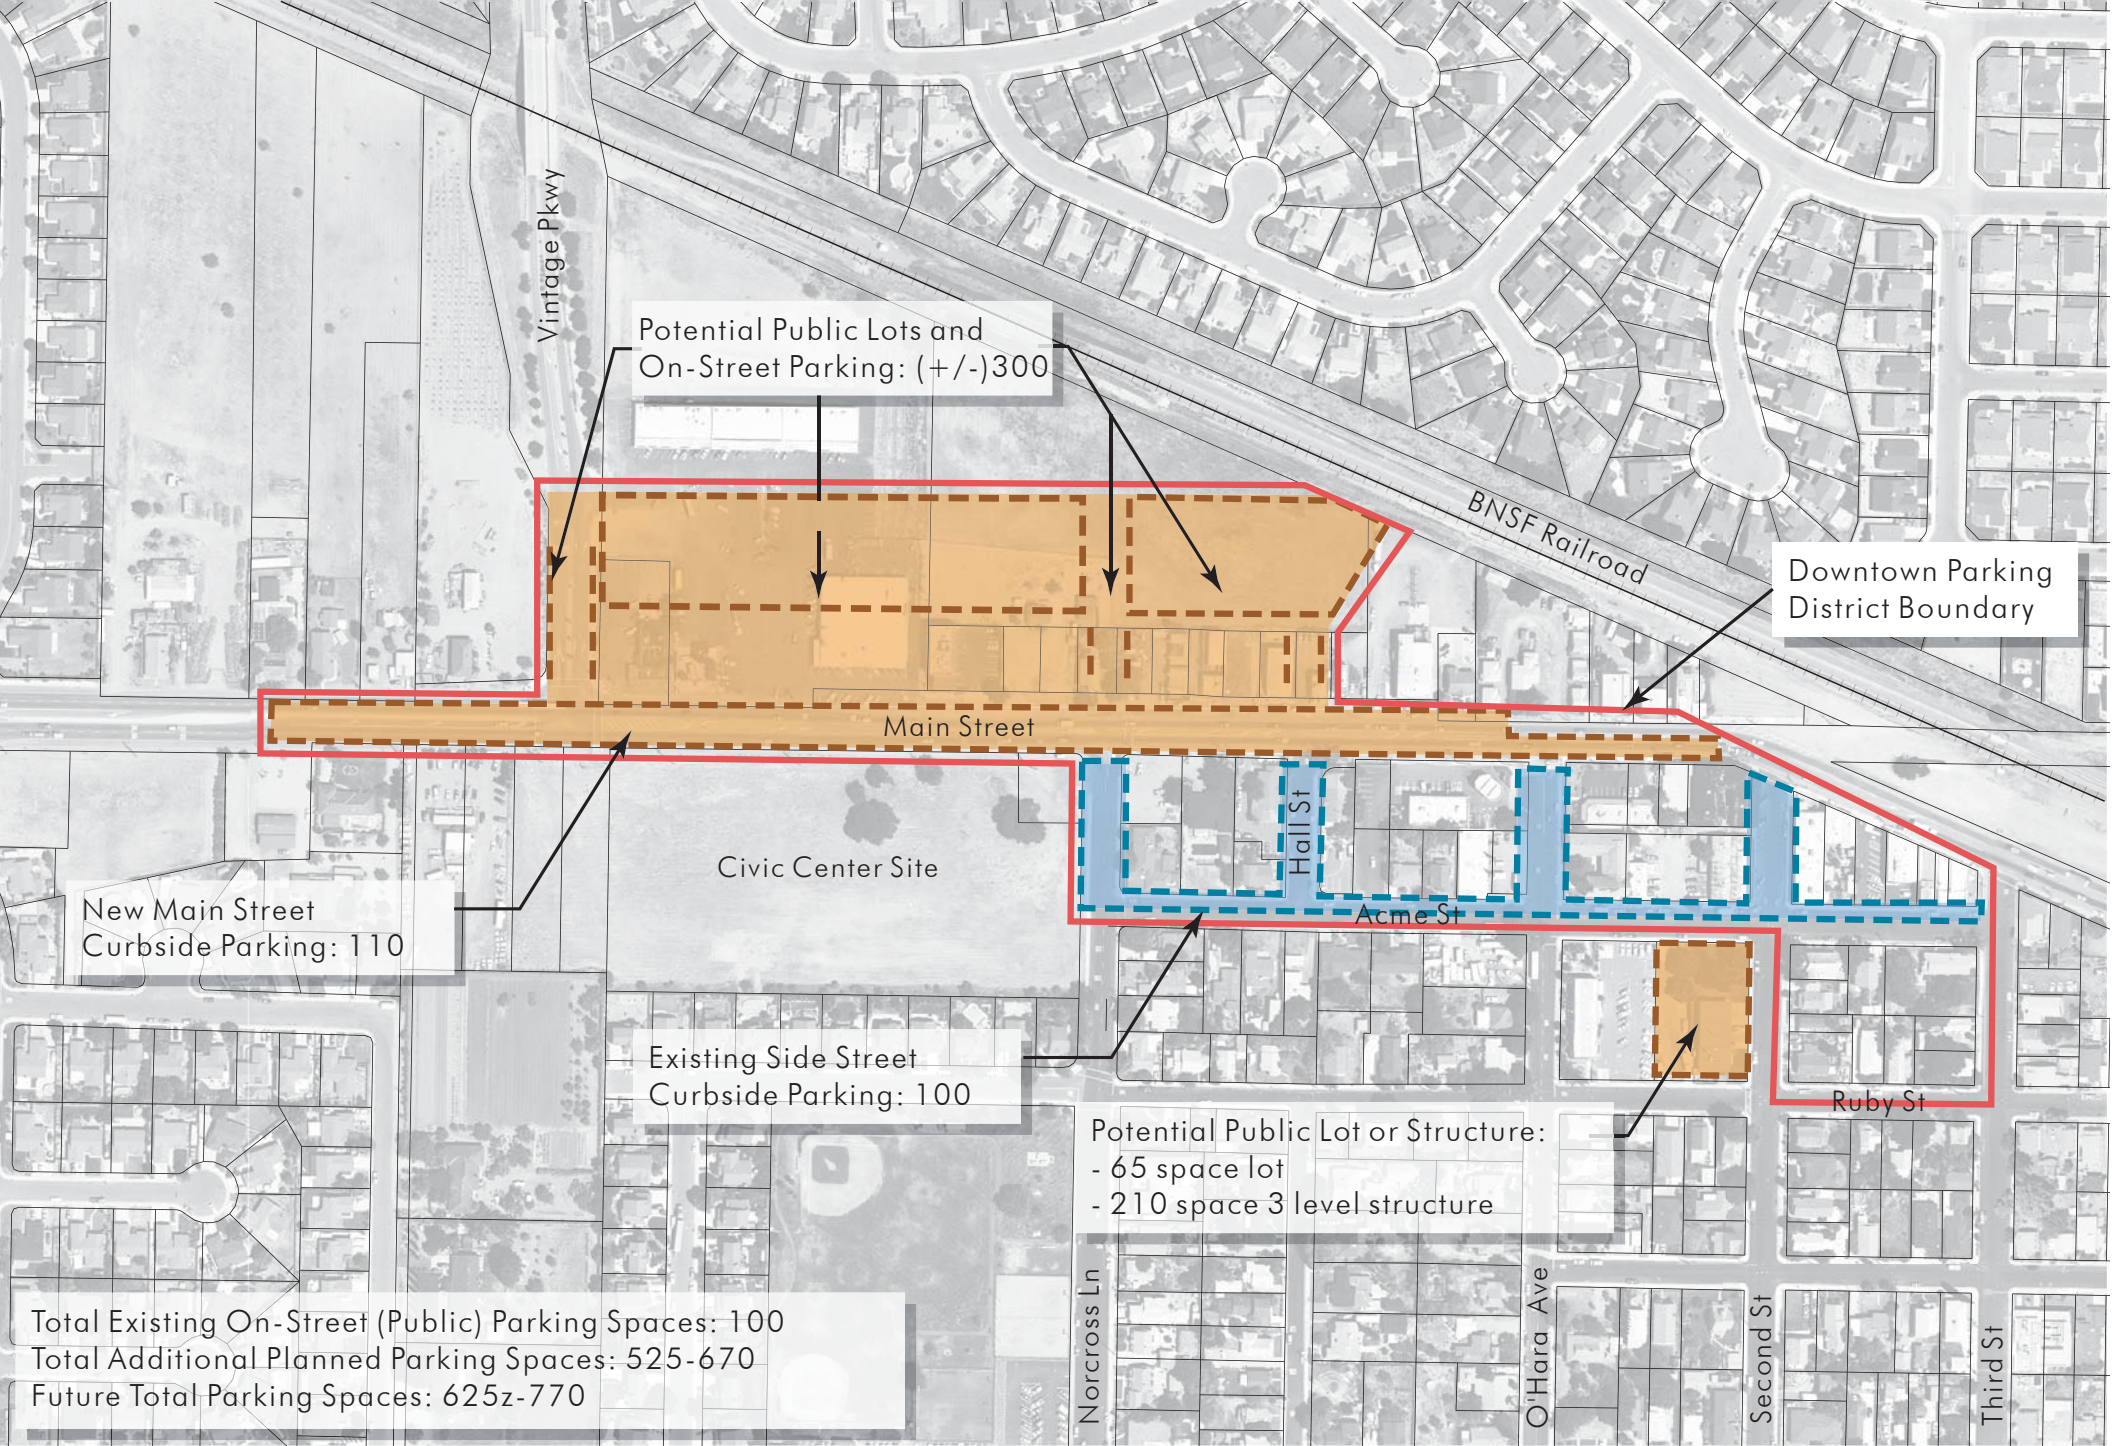 Vintage Pkwy
Potential Public Lots and
On-Street Parking: (+/-)300
BNSF Railroad
Downtown Parking
District Boundary
Main Street
Hall St
Civic Center Site
Acme St
New Main Street
Curbside Parking: 110
Existing Side Street
Curbside Parking: 100
Ruby St
Potential Public Lot or Structure:
- 65 space lot
- 210 space 3 level structure
Norcross Ln
O'Hara Ave
Second St
Third St
Total Existing On-Street (Public) Parking Spaces: 100
Total Additional Planned Parking Spaces: 525-670
Future Total Parking Spaces: 625z-770